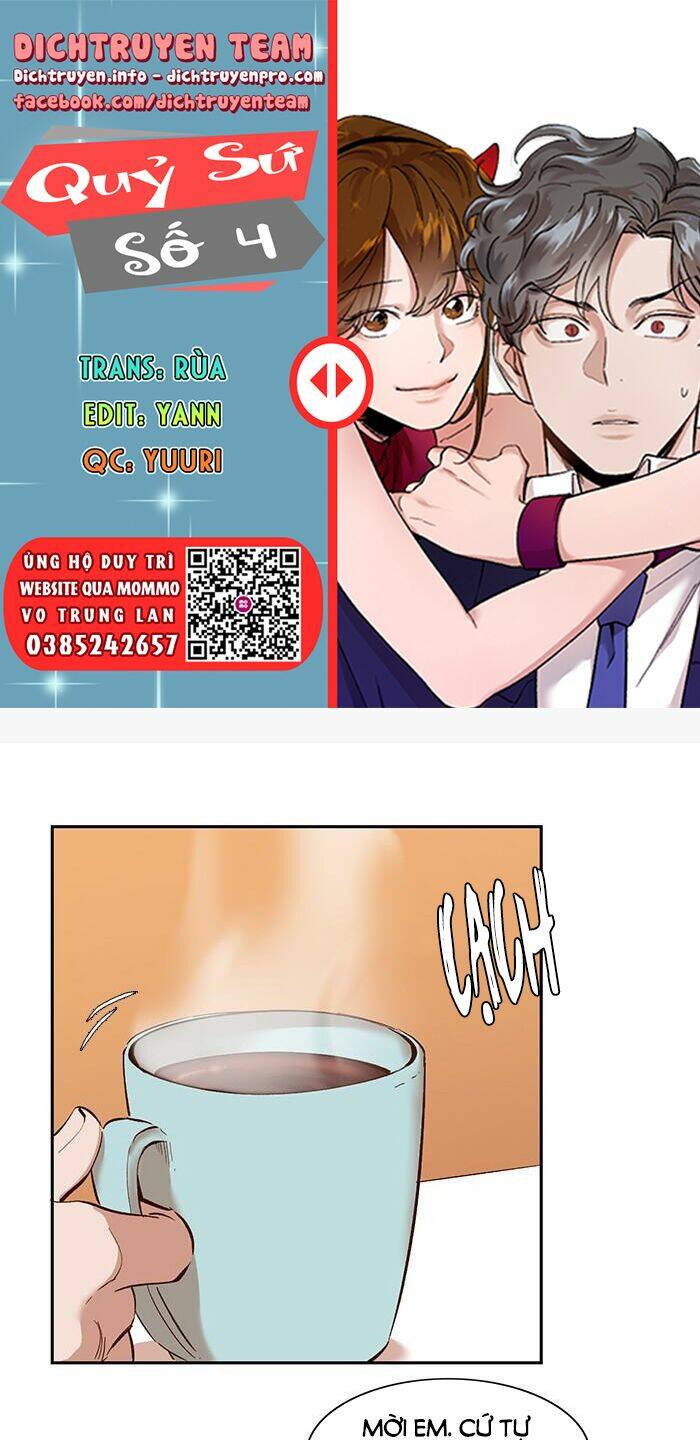 DICHTRUYEN TEAM
Dichtruyen.info - dichtruyenpro.com
facebook.com/dichtruyenteam
Quỷ Sứ
Số 4
TRANS: RÙA
EDIT: YANN
QC: YUURI
ỦNG HỘ DUY TRÌ
WEBSITE QUA MOMMO
VO TRUNG LAN
0385242657
CẠCH
MỜI EM. CỨ TỰ